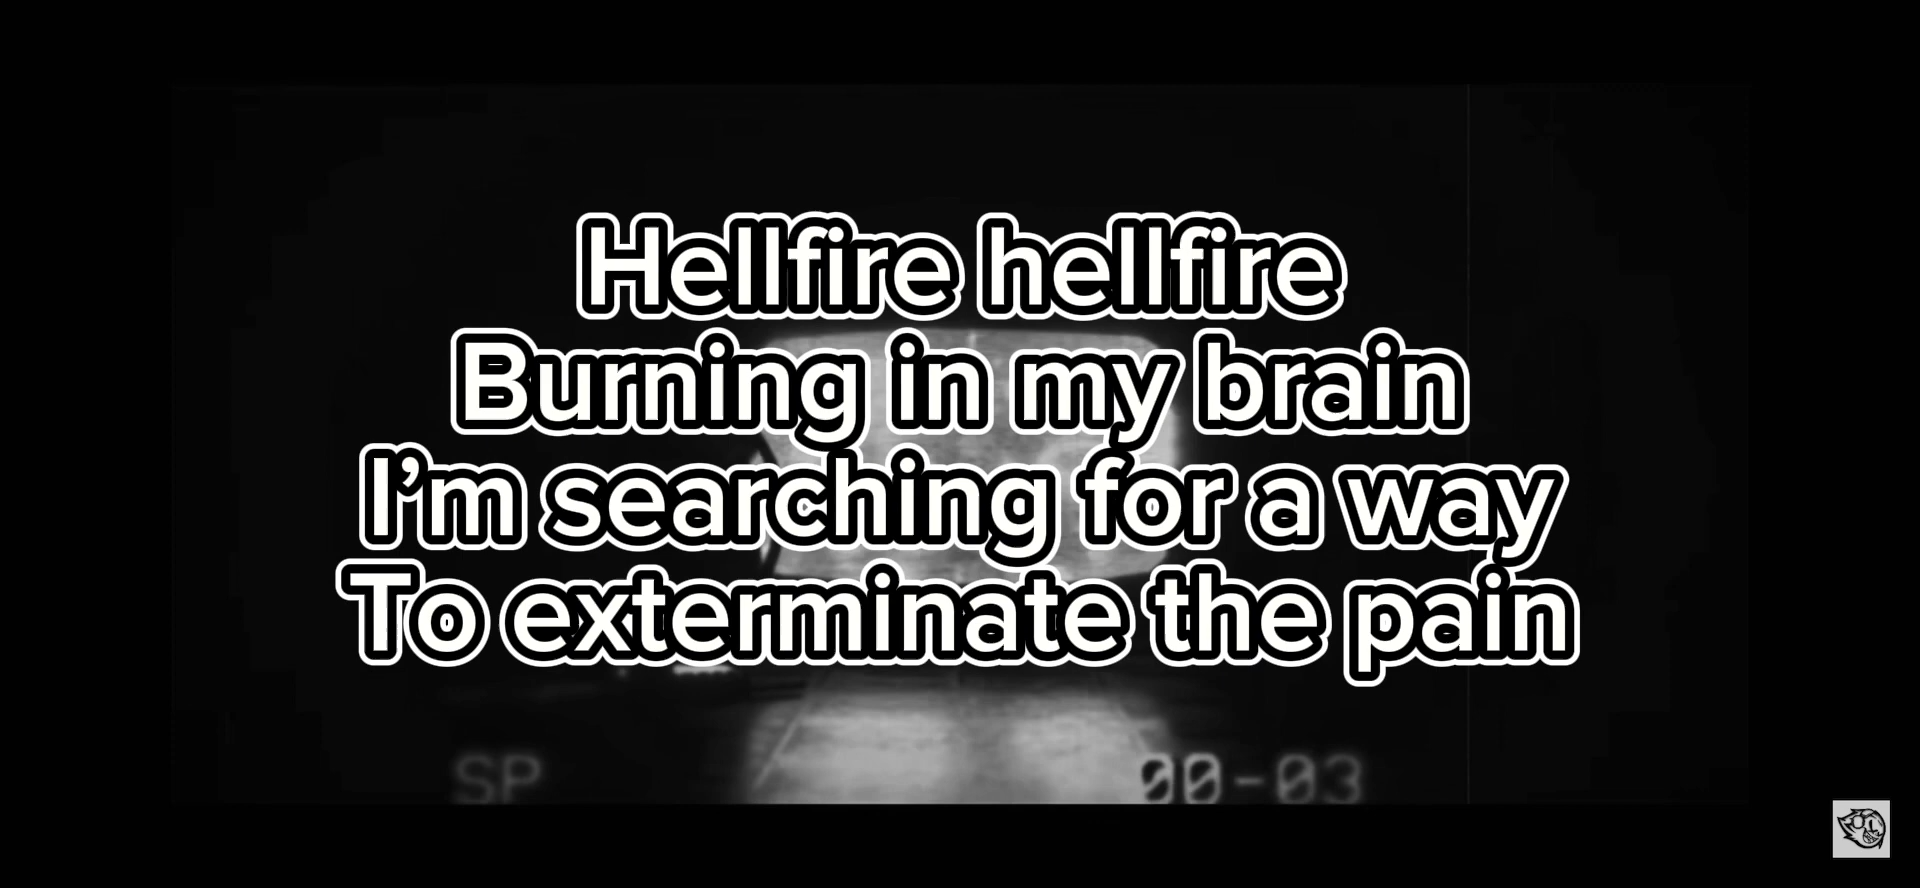 Hellfire hellfire
Burning in my brain
I’m searching for a way
To exterminate the pain
SP 00-03